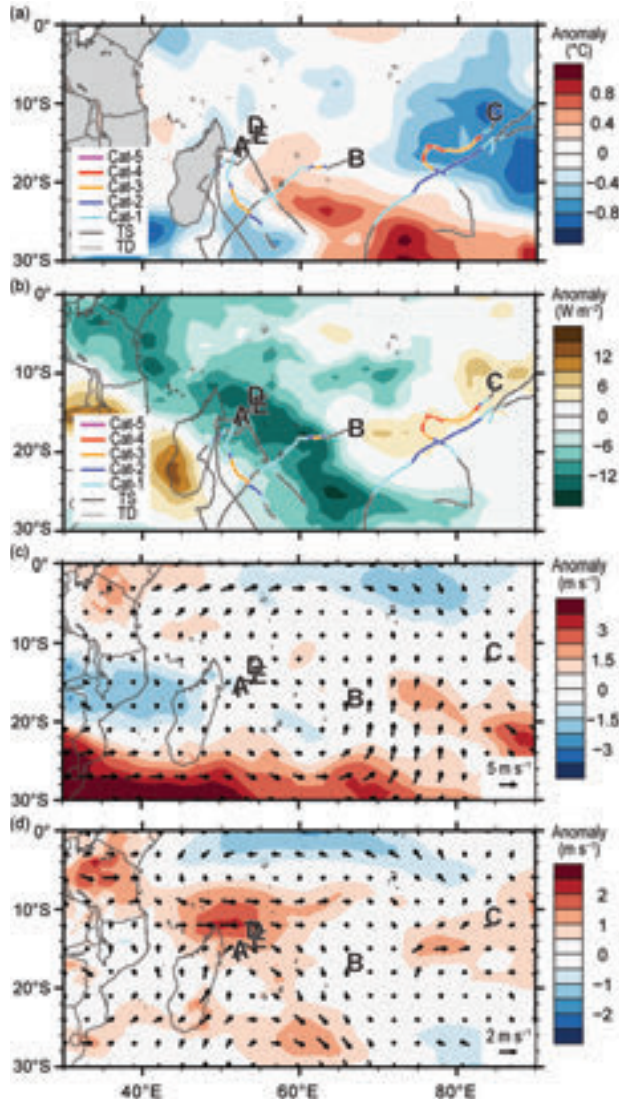 (a)
0°
10°S
20°S
30°S
Cat-5
Cat-4
Cat-3
Cat-2
Cat-1
TS
TD
A
D
E
B
C
Anomaly
(°C)
0.8
0.4
0
−0.4
−0.8
(b)
0°
10°S
20°S
30°S
Cat-5
Cat-4
Cat-3
Cat-2
Cat-1
TS
TD
A
D
E
B
C
Anomaly
(W m⁻²)
12
6
0
−6
−12
(c)
0°
10°S
20°S
30°S
A
D
E
B
C
5 m s⁻¹
Anomaly
(m s⁻¹)
3
1.5
0
−1.5
−3
(d)
0°
10°S
20°S
30°S
A
D
E
B
C
2 m s⁻¹
Anomaly
(m s⁻¹)
2
1
0
−1
−2
40°E 60°E 80°E